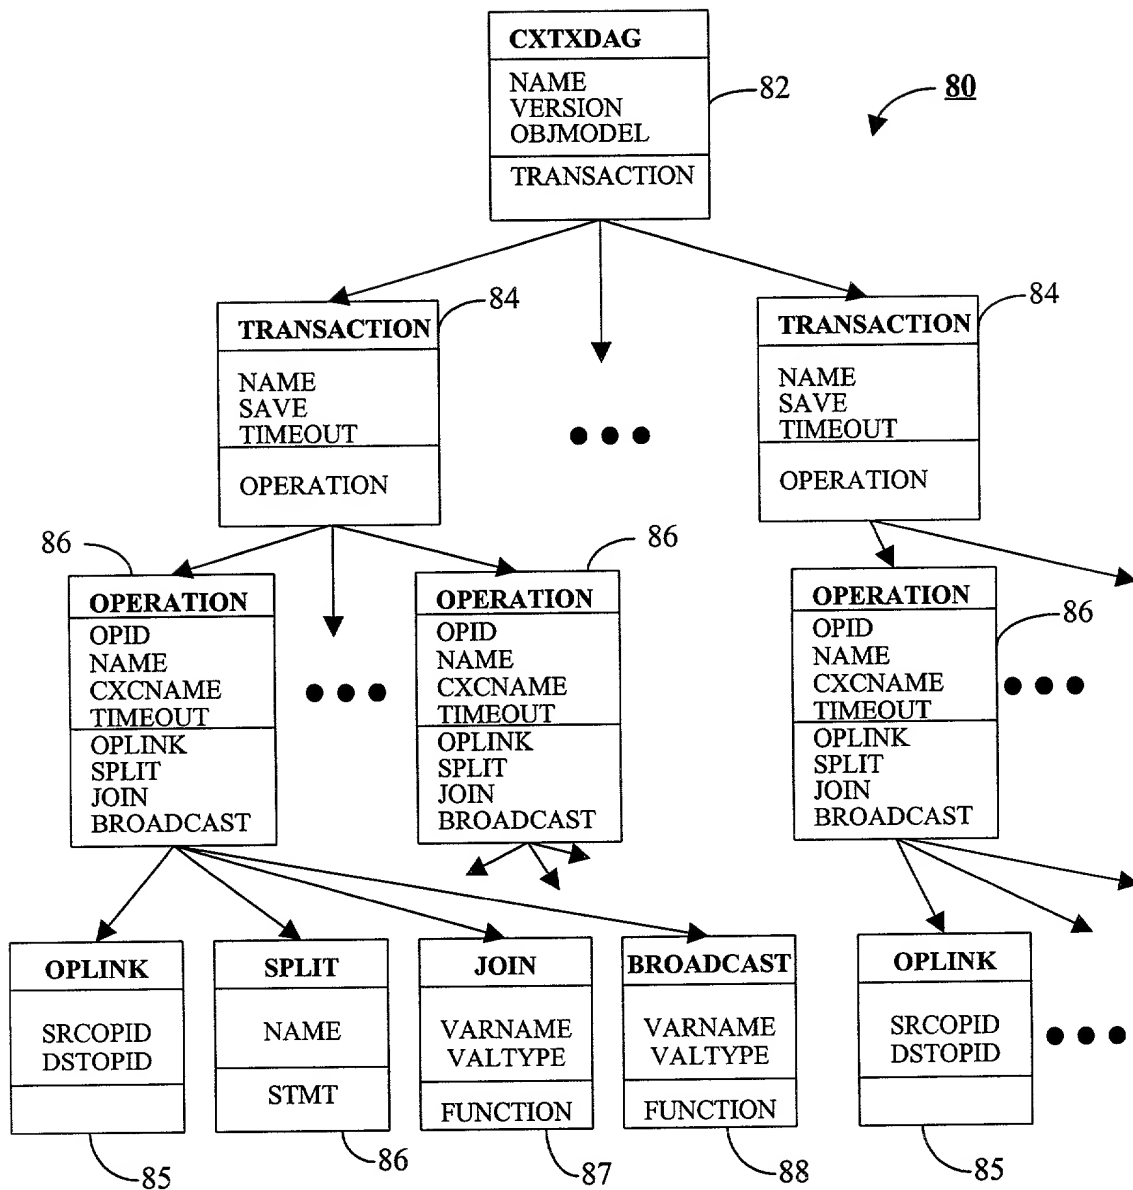 CXTXDAG
NAME
VERSION
OBJMODEL
TRANSACTION
82
80
TRANSACTION
NAME
SAVE
TIMEOUT
OPERATION
84
TRANSACTION
NAME
SAVE
TIMEOUT
OPERATION
84
86
OPERATION
OPID
NAME
CXCNAME
TIMEOUT
OPLINK
SPLIT
JOIN
BROADCAST
86
OPERATION
OPID
NAME
CXCNAME
TIMEOUT
OPLINK
SPLIT
JOIN
BROADCAST
OPERATION
OPID
NAME
CXCNAME
TIMEOUT
OPLINK
SPLIT
JOIN
BROADCAST
86
OPLINK
SRCOPID
DSTOPID
85
SPLIT
NAME
STMT
86
JOIN
VARNAME
VALTYPE
FUNCTION
87
BROADCAST
VARNAME
VALTYPE
FUNCTION
88
OPLINK
SRCOPID
DSTOPID
85